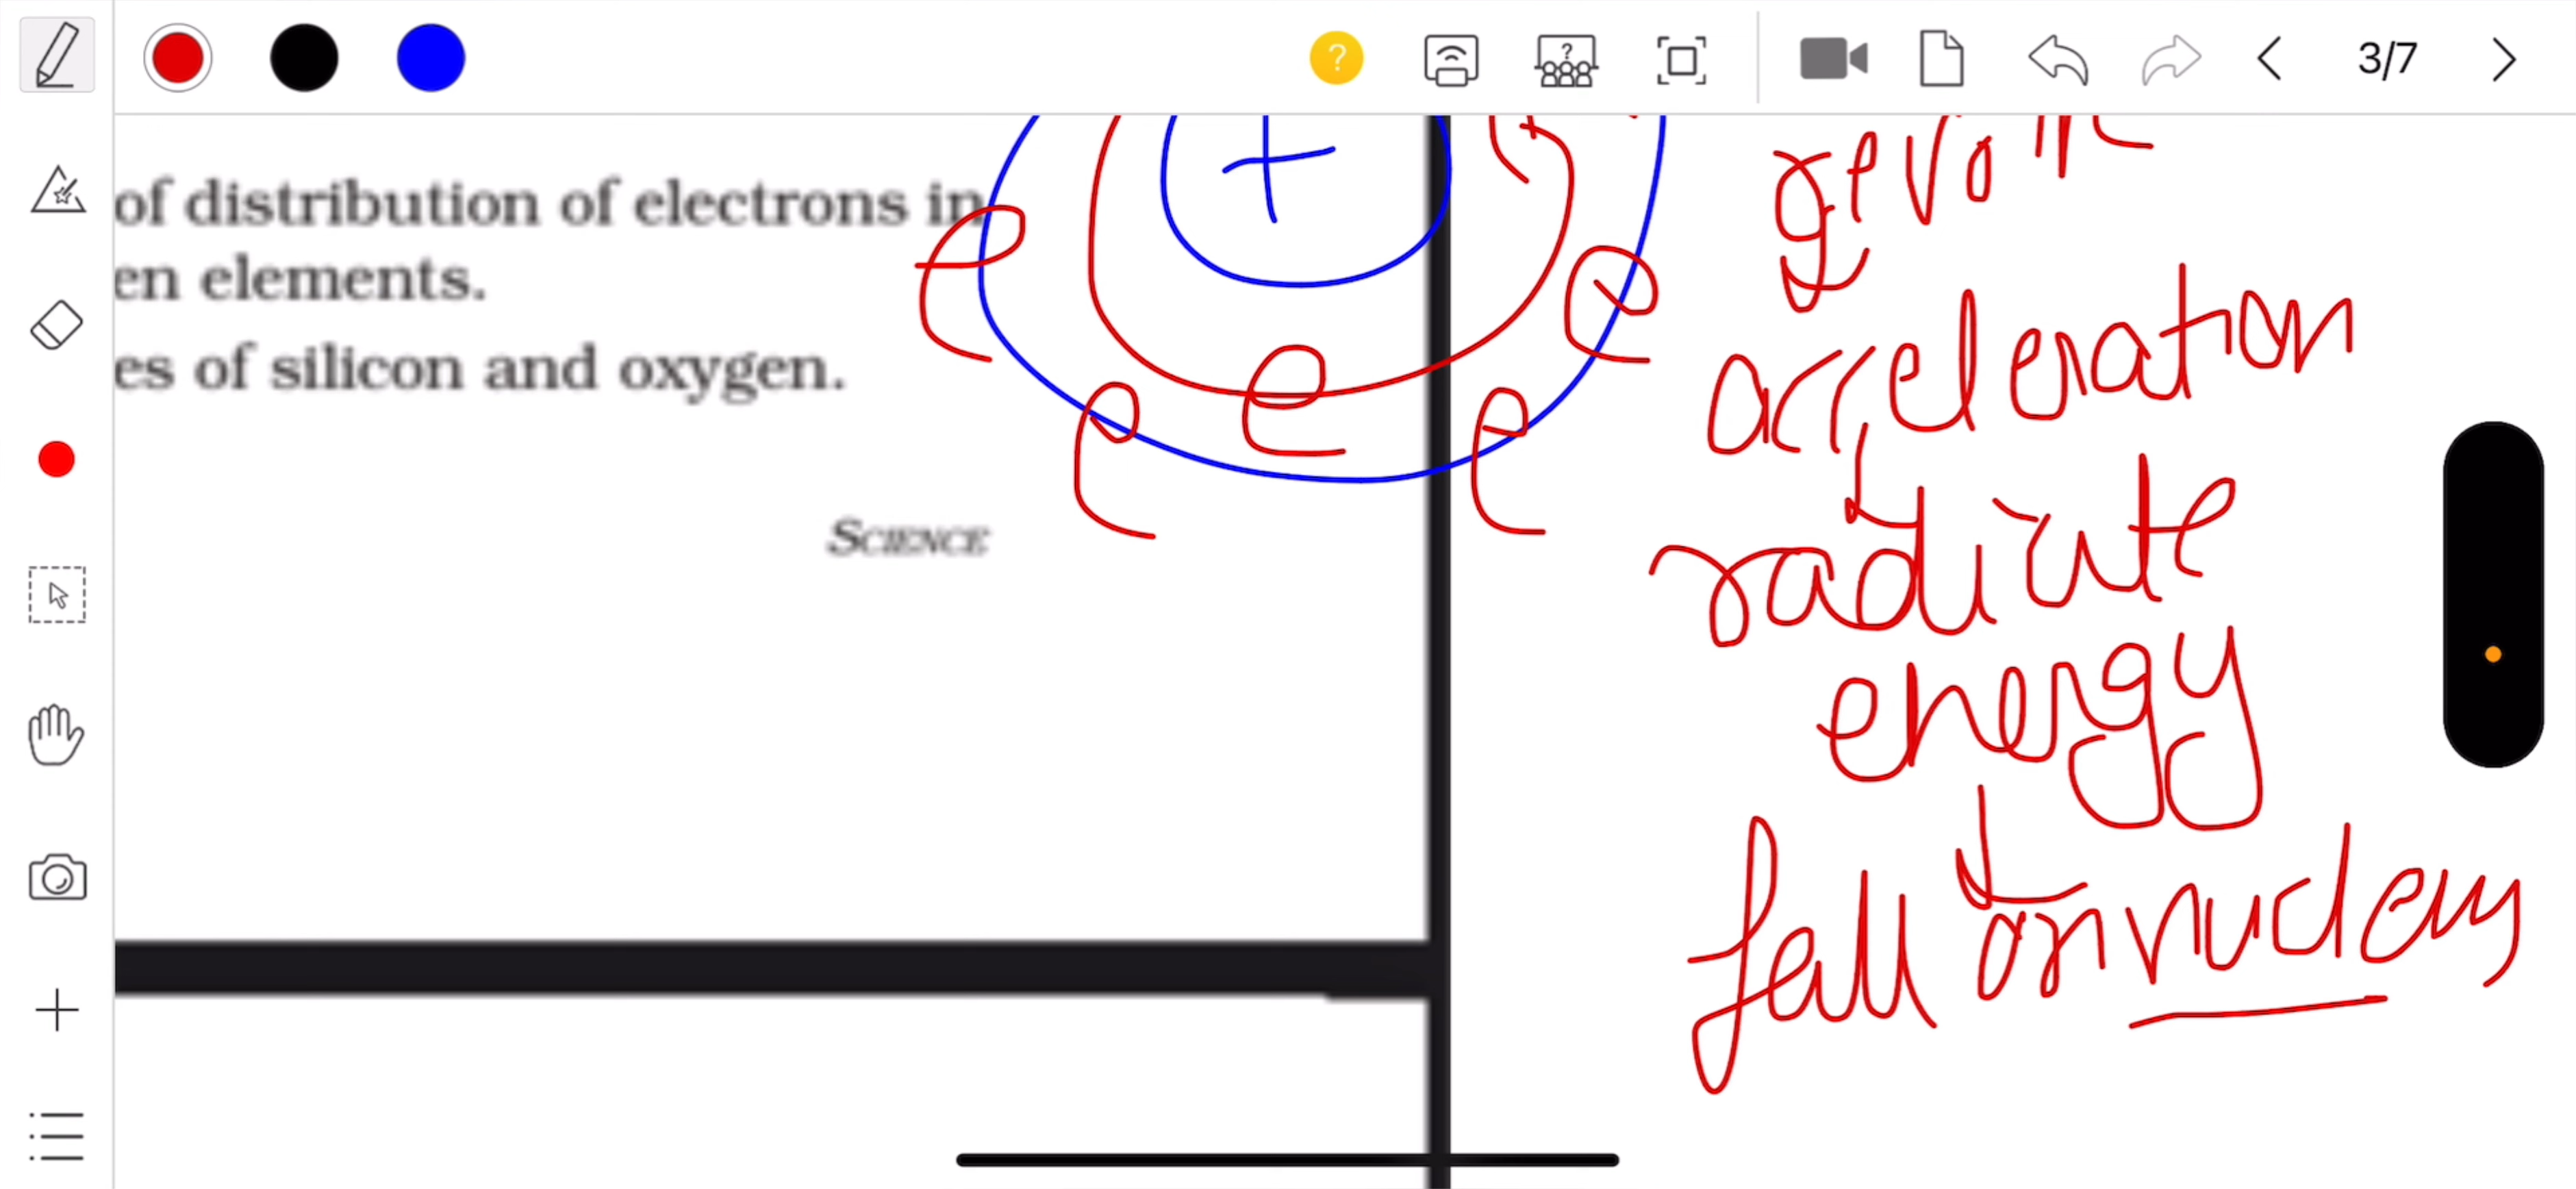 3/7
of distribution of electrons in
en elements.
es of silicon and oxygen.
SCIENCE
+
e
e
e
e
e
acceleration
radiate
energy
fall on nucleus